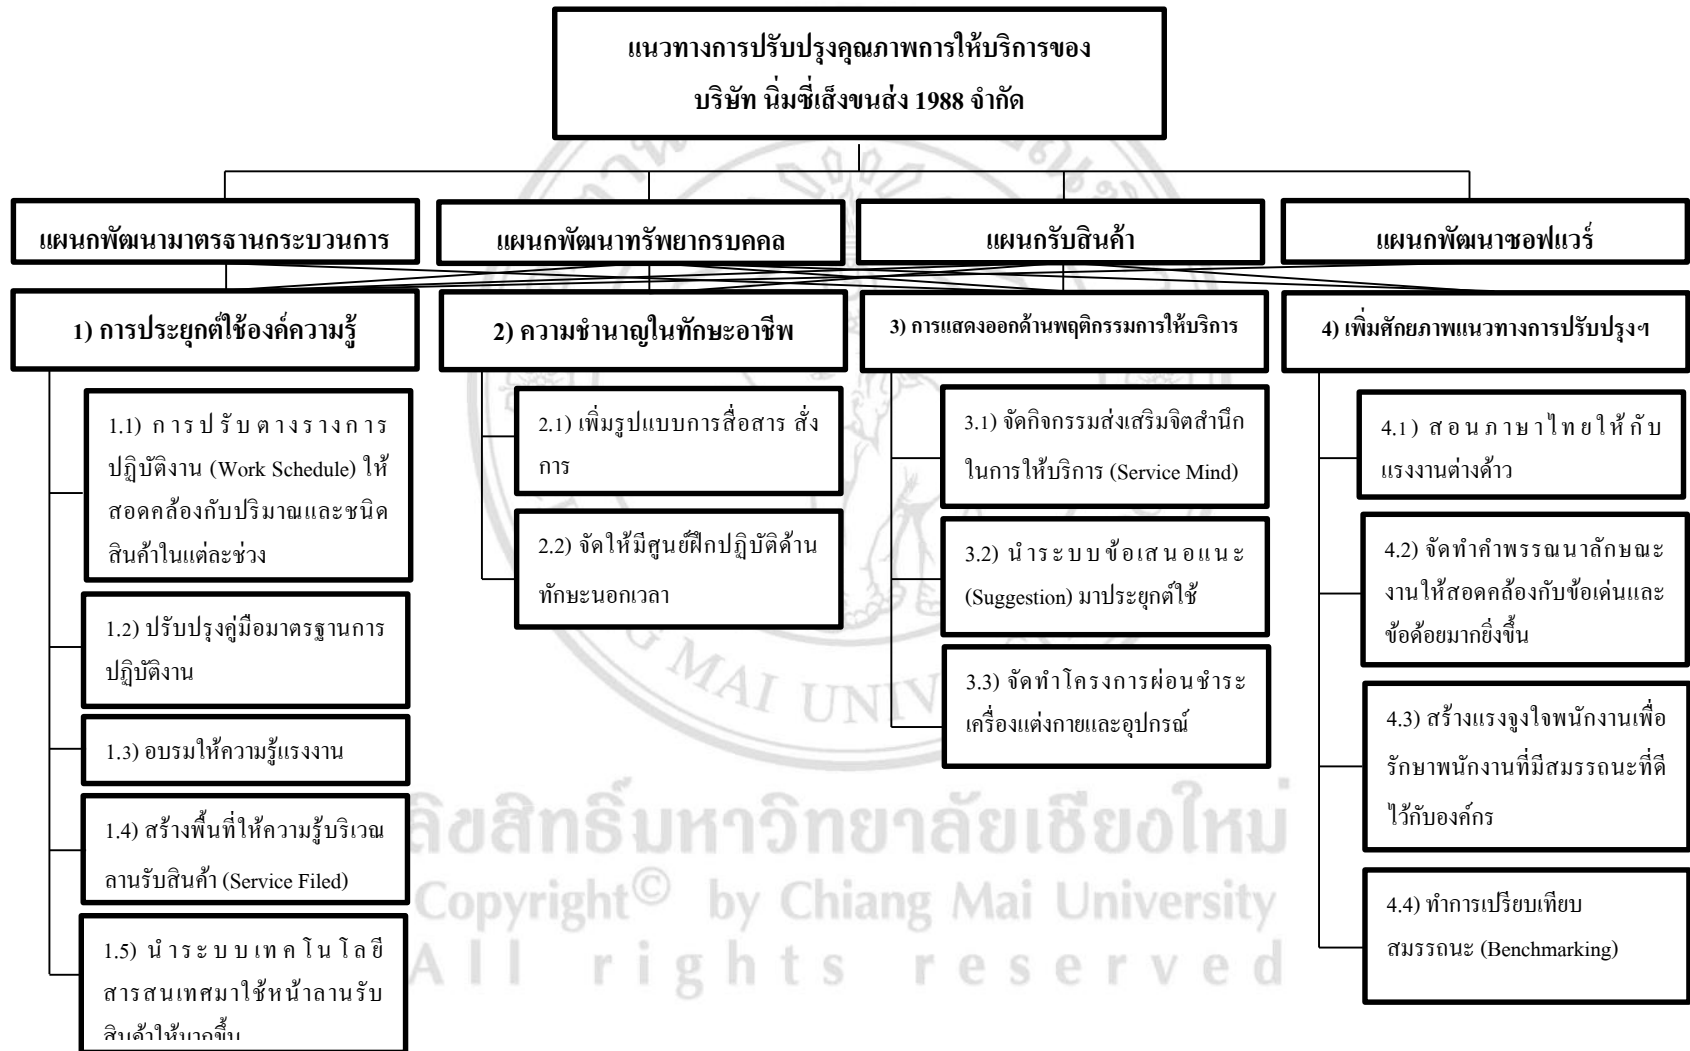 แนวทางการปรับปรุงคุณภาพการให้บริการของ
บริษัท นิ่มซี่เส็งขนส่ง 1988 จำกัด
แผนกพัฒนามาตรฐานกระบวนการ
แผนกพัฒนาทรัพยากรบุคคล
แผนกรับสินค้า
แผนกพัฒนาซอฟแวร์
1) การประยุกต์ใช้องค์ความรู้
2) ความชำนาญในทักษะอาชีพ
3) การแสดงออกด้านพฤติกรรมการให้บริการ
4) เพิ่มศักยภาพแนวทางการปรับปรุงฯ
1.1) การปรับตารางการ
ปฏิบัติงาน (Work Schedule) ให้
สอดคล้องกับปริมาณและชนิด
สินค้าในแต่ละช่วง
1.2) ปรับปรุงคู่มือมาตรฐานการ
ปฏิบัติงาน
1.3) อบรมให้ความรู้แรงงาน
1.4) สร้างพื้นที่ให้ความรู้บริเวณ
ลานรับสินค้า (Service Filed)
1.5) นำระบบเทคโนโลยี
สารสนเทศมาใช้หน้าลานรับ
สินค้าให้มากขึ้น
2.1) เพิ่มรูปแบบการสื่อสาร สั่ง
การ
2.2) จัดให้มีศูนย์ฝึกปฏิบัติด้าน
ทักษะนอกเวลา
3.1) จัดกิจกรรมส่งเสริมจิตสำนึก
ในการให้บริการ (Service Mind)
3.2) นำระบบข้อเสนอแนะ
(Suggestion) มาประยุกต์ใช้
3.3) จัดทำโครงการผ่อนชำระ
เครื่องแต่งกายและอุปกรณ์
4.1) สอนภาษาไทยให้กับ
แรงงานต่างด้าว
4.2) จัดทำคำพรรณนาลักษณะ
งานให้สอดคล้องกับข้อเด่นและ
ข้อด้อยมากยิ่งขึ้น
4.3) สร้างแรงจูงใจพนักงานเพื่อ
รักษาพนักงานที่มีสมรรถนะที่ดี
ไว้กับองค์กร
4.4) ทำการเปรียบเทียบ
สมรรถนะ (Benchmarking)
ลิขสิทธิ์มหาวิทยาลัยเชียงใหม่
Copyright© by Chiang Mai University
All rights reserved